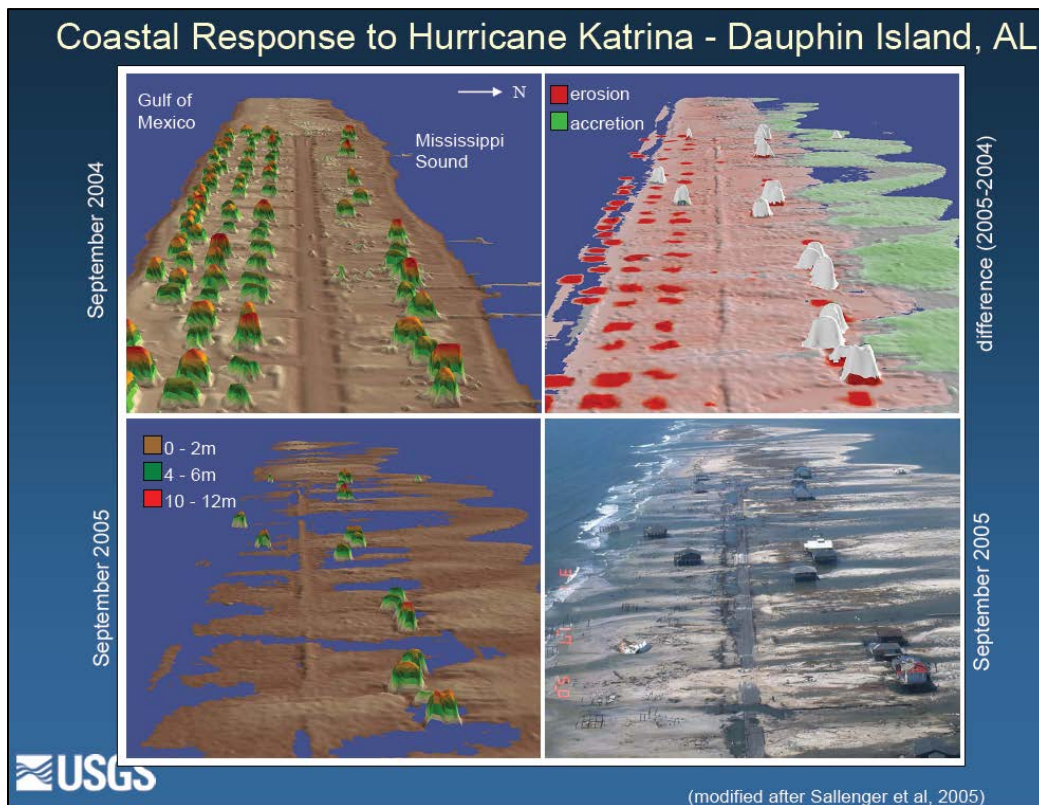 Coastal Response to Hurricane Katrina - Dauphin Island, AL
September 2004
Gulf of
Mexico
N
Mississippi
Sound
erosion
accretion
difference (2005-2004)
September 2005
0 - 2m
4 - 6m
10 - 12m
September 2005
USGS
(modified after Sallenger et al, 2005)